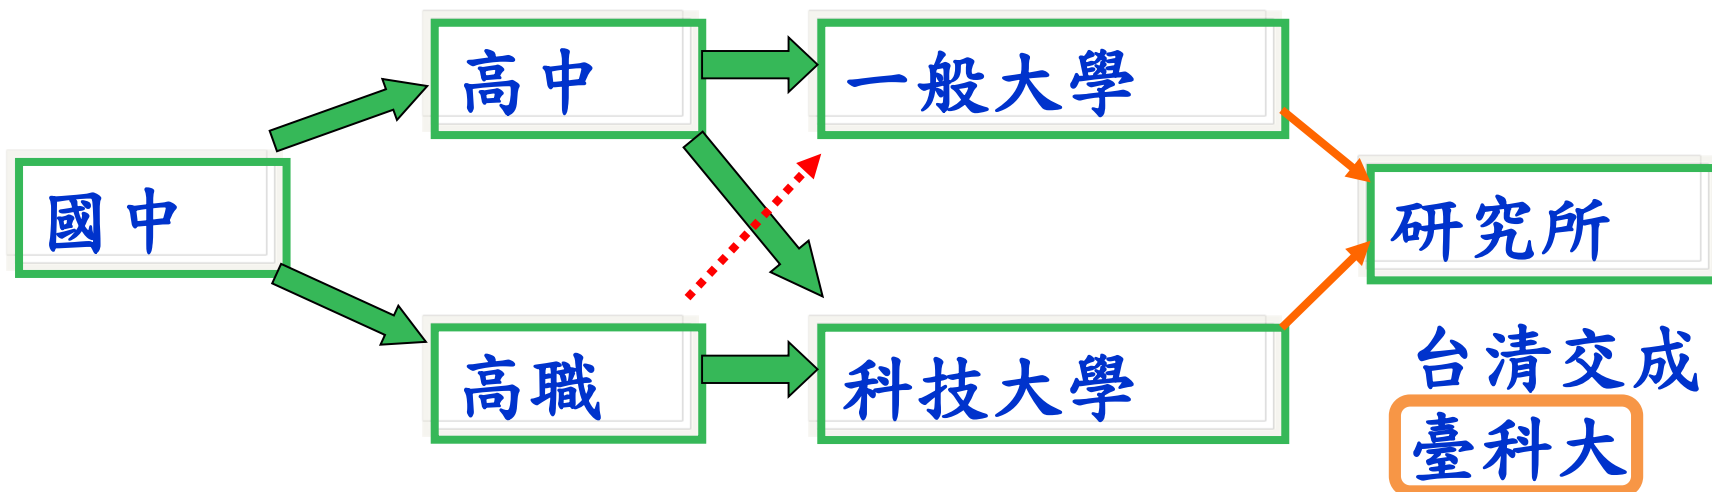 高中
一般大學
國中
研究所
高職
科技大學
台清交成
臺科大